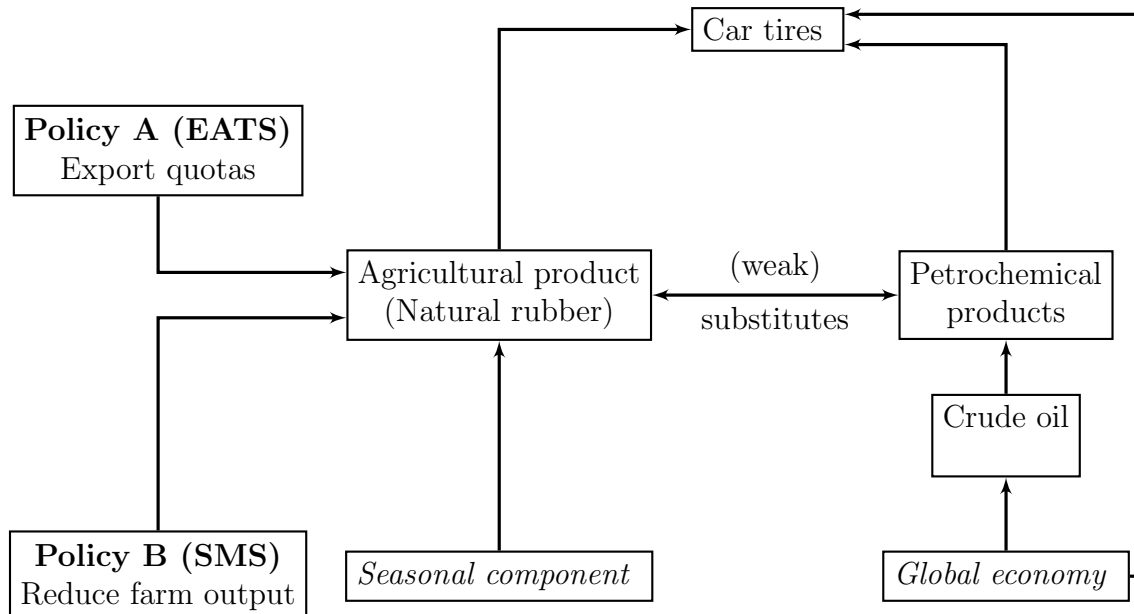 Car tires
Policy A (EATS)
Export quotas
Agricultural product
(Natural rubber)
(weak)
substitutes
Petrochemical
products
Crude oil
Policy B (SMS)
Reduce farm output
Seasonal component
Global economy